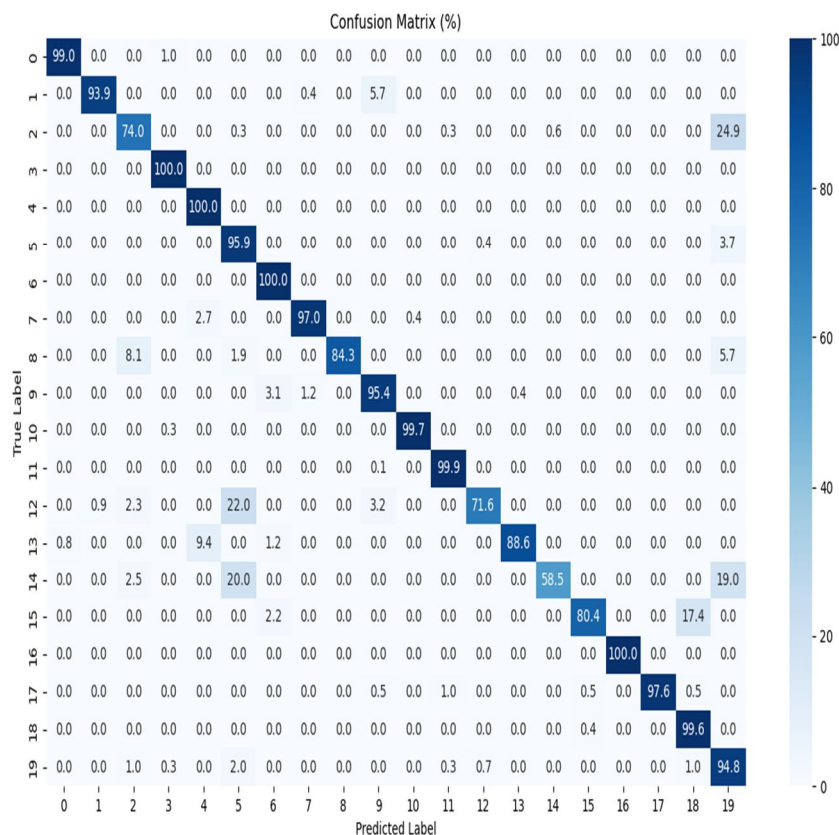 Confusion Matrix (%)
0 99.0 0.0 0.0 1.0 0.0 0.0 0.0 0.0 0.0 0.0 0.0 0.0 0.0 0.0 0.0 0.0 0.0 0.0 0.0 0.0
1 0.0 93.9 0.0 0.0 0.0 0.0 0.0 0.4 0.0 5.7 0.0 0.0 0.0 0.0 0.0 0.0 0.0 0.0 0.0 0.0
2 0.0 0.0 74.0 0.0 0.0 0.3 0.0 0.0 0.0 0.0 0.0 0.3 0.0 0.0 0.6 0.0 0.0 0.0 0.0 24.9
3 0.0 0.0 0.0 100.0 0.0 0.0 0.0 0.0 0.0 0.0 0.0 0.0 0.0 0.0 0.0 0.0 0.0 0.0 0.0 0.0
4 0.0 0.0 0.0 0.0 100.0 0.0 0.0 0.0 0.0 0.0 0.0 0.0 0.0 0.0 0.0 0.0 0.0 0.0 0.0 0.0
5 0.0 0.0 0.0 0.0 0.0 95.9 0.0 0.0 0.0 0.0 0.0 0.0 0.4 0.0 0.0 0.0 0.0 0.0 0.0 3.7
6 0.0 0.0 0.0 0.0 0.0 0.0 100.0 0.0 0.0 0.0 0.0 0.0 0.0 0.0 0.0 0.0 0.0 0.0 0.0 0.0
7 0.0 0.0 0.0 0.0 2.7 0.0 0.0 97.0 0.0 0.0 0.4 0.0 0.0 0.0 0.0 0.0 0.0 0.0 0.0 0.0
8 0.0 0.0 8.1 0.0 0.0 1.9 0.0 0.0 84.3 0.0 0.0 0.0 0.0 0.0 0.0 0.0 0.0 0.0 0.0 5.7
9 0.0 0.0 0.0 0.0 0.0 0.0 3.1 1.2 0.0 95.4 0.0 0.0 0.0 0.4 0.0 0.0 0.0 0.0 0.0 0.0
10 0.0 0.0 0.0 0.3 0.0 0.0 0.0 0.0 0.0 0.0 99.7 0.0 0.0 0.0 0.0 0.0 0.0 0.0 0.0 0.0
11 0.0 0.0 0.0 0.0 0.0 0.0 0.0 0.0 0.0 0.1 0.0 99.9 0.0 0.0 0.0 0.0 0.0 0.0 0.0 0.0
12 0.0 0.9 2.3 0.0 0.0 22.0 0.0 0.0 0.0 3.2 0.0 0.0 71.6 0.0 0.0 0.0 0.0 0.0 0.0 0.0
13 0.8 0.0 0.0 0.0 9.4 0.0 1.2 0.0 0.0 0.0 0.0 0.0 0.0 88.6 0.0 0.0 0.0 0.0 0.0 0.0
14 0.0 0.0 2.5 0.0 0.0 20.0 0.0 0.0 0.0 0.0 0.0 0.0 0.0 0.0 58.5 0.0 0.0 0.0 0.0 19.0
15 0.0 0.0 0.0 0.0 0.0 0.0 2.2 0.0 0.0 0.0 0.0 0.0 0.0 0.0 0.0 80.4 0.0 0.0 17.4 0.0
16 0.0 0.0 0.0 0.0 0.0 0.0 0.0 0.0 0.0 0.0 0.0 0.0 0.0 0.0 0.0 0.0 100.0 0.0 0.0 0.0
17 0.0 0.0 0.0 0.0 0.0 0.0 0.0 0.0 0.0 0.5 0.0 1.0 0.0 0.0 0.0 0.5 0.0 97.6 0.5 0.0
18 0.0 0.0 0.0 0.0 0.0 0.0 0.0 0.0 0.0 0.0 0.0 0.0 0.0 0.0 0.0 0.4 0.0 0.0 99.6 0.0
19 0.0 0.0 1.0 0.3 0.0 2.0 0.0 0.0 0.0 0.0 0.0 0.3 0.7 0.0 0.0 0.0 0.0 0.0 1.0 94.8
0 1 2 3 4 5 6 7 8 9 10 11 12 13 14 15 16 17 18 19
Predicted Label
True Label
100
80
60
40
20
0